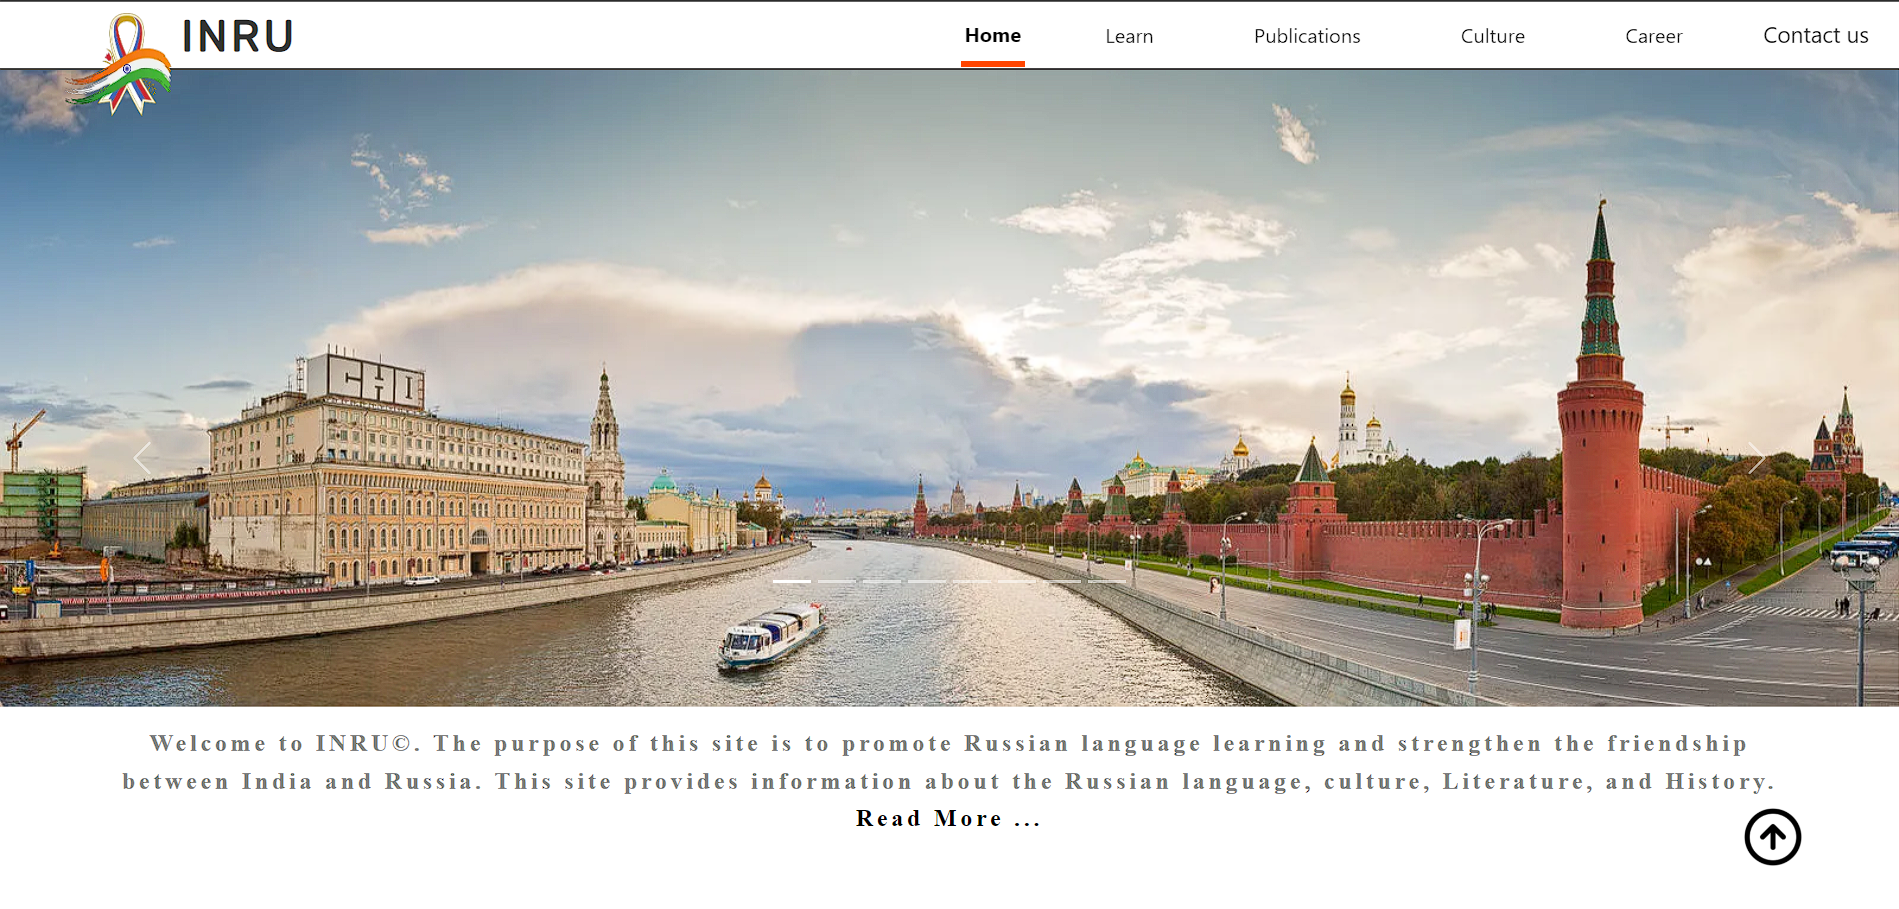 INRU
Home Learn Publications Culture Career Contact us
Welcome to INRU©. The purpose of this site is to promote Russian language learning and strengthen the friendship
between India and Russia. This site provides information about the Russian language, culture, Literature, and History.
Read More ...